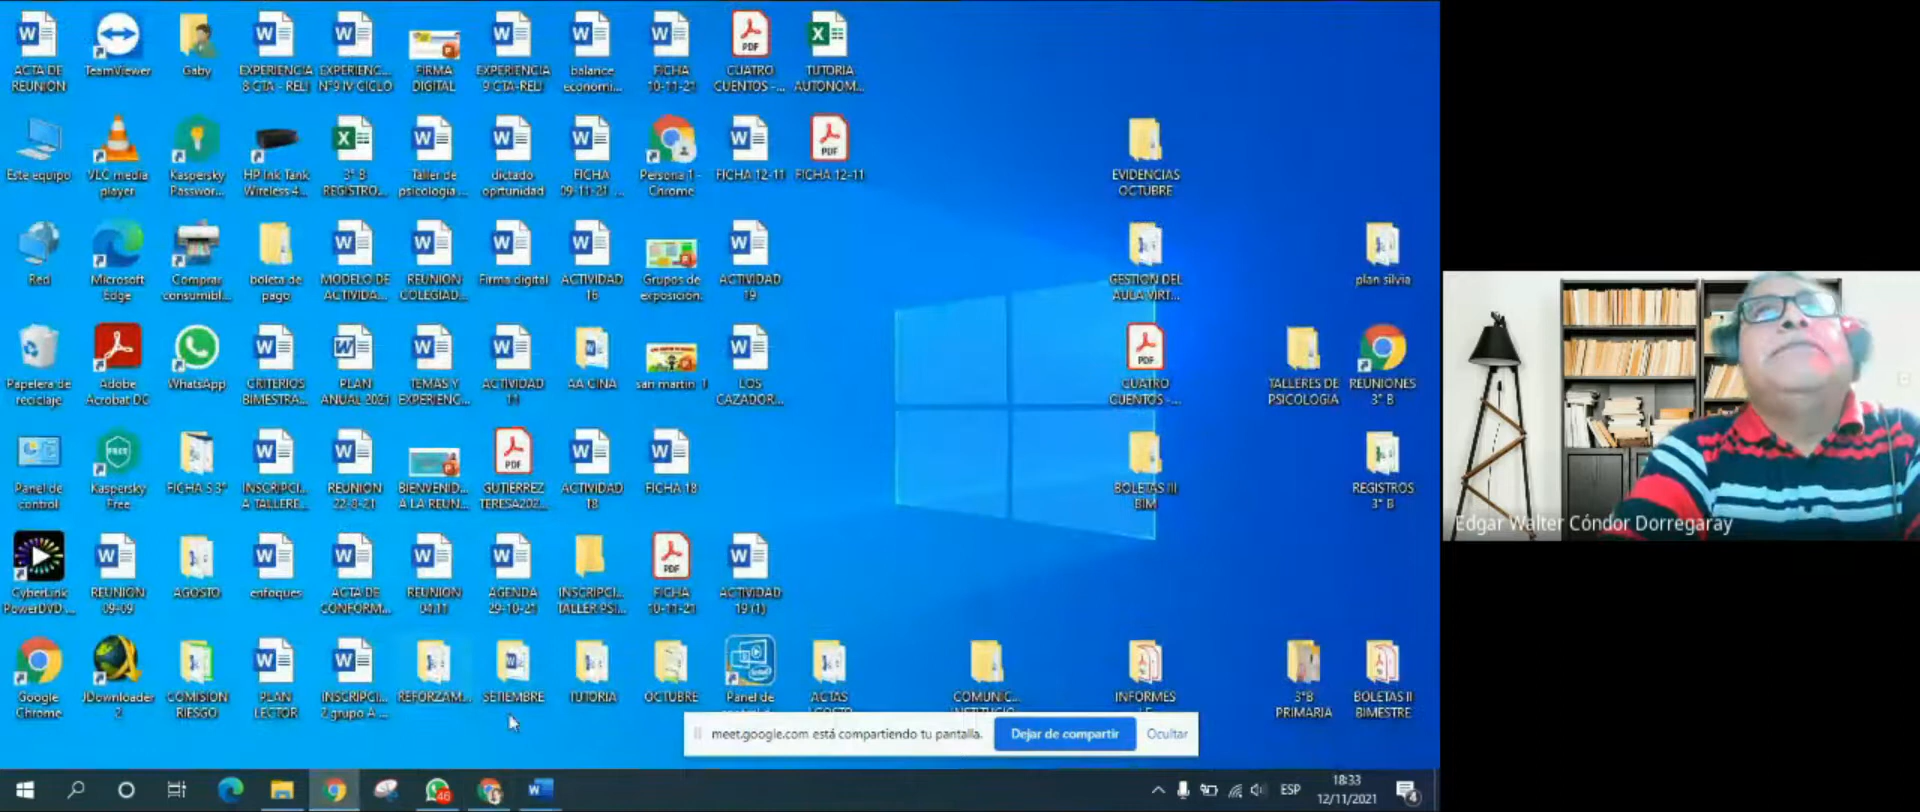 ACTA DE
REUNION
TeamViewer
Gaby
EXPERIENCIA
8 CTA - RELI
EXPERIENC...
N°9 IV CICLO
FIRMA
DIGITAL
EXPERIENCIA
9 CTA-RELI
balance
economi...
FICHA
10-11-21
CUATRO
CUENTOS -...
TUTORIA
AUTONOM...
Este equipo
VLC media
player
Kaspersky
Passwor...
HP Ink Tank
Wireless 4...
3° B
REGISTRO...
Taller de
psicologia...
dictado
oprtunidad
FICHA
09-11-21 ...
Persona 1 -
Chrome
FICHA 12-11
FICHA 12-11
EVIDENCIAS
OCTUBRE
Red
Microsoft
Edge
Comprar
consumibl...
boleta de
pago
MODELO DE
ACTIVIDA...
REUNION
COLEGIAD...
Firma digital
ACTIVIDAD
16
Grupos de
exposición.
ACTIVIDAD
19
GESTION DEL
AULA VIRT...
plan silvia
Papelera de
reciclaje
Adobe
Acrobat DC
WhatsApp
CRITERIOS
BIMESTRA...
PLAN
ANUAL 2021
TEMAS Y
EXPERIENC...
ACTIVIDAD
11
AA GINA
san martin 1
LOS
CAZADOR...
CUATRO
CUENTOS -...
TALLERES DE
PSICOLOGIA
REUNIONES
3° B
Panel de
control
Kaspersky
Free
FICHA S 3°
INSCRIPCI...
A TALLERE...
REUNION
22-8-21
BIENVENID...
A LA REUN...
GUTIERREZ
TERESA202...
ACTIVIDAD
18
FICHA 18
BOLETAS III
BIM
REGISTROS
3° B
CyberLink
PowerDVD...
REUNION
09-09
AGOSTO
enfoques
ACTA DE
CONFORM...
REUNION
04.11
AGENDA
29-10-21
INSCRIPCI...
TALLER PSI...
FICHA
10-11-21
ACTIVIDAD
19 (1)
Google
Chrome
JDownloader
2
COMISION
RIESGO
PLAN
LECTOR
INSCRIPCI...
2 grupo A ...
REFORZAM...
SETIEMBRE
TUTORIA
OCTUBRE
Panel de
ACTAS
AGOSTO
COMUNIC...
INFORMES
3°B
PRIMARIA
BOLETAS II
BIMESTRE
meet.google.com está compartiendo tu pantalla.
Dejar de compartir
Ocultar
Edgar Walter Cóndor Dorregaray
46
ESP
18:33
12/11/2021
4